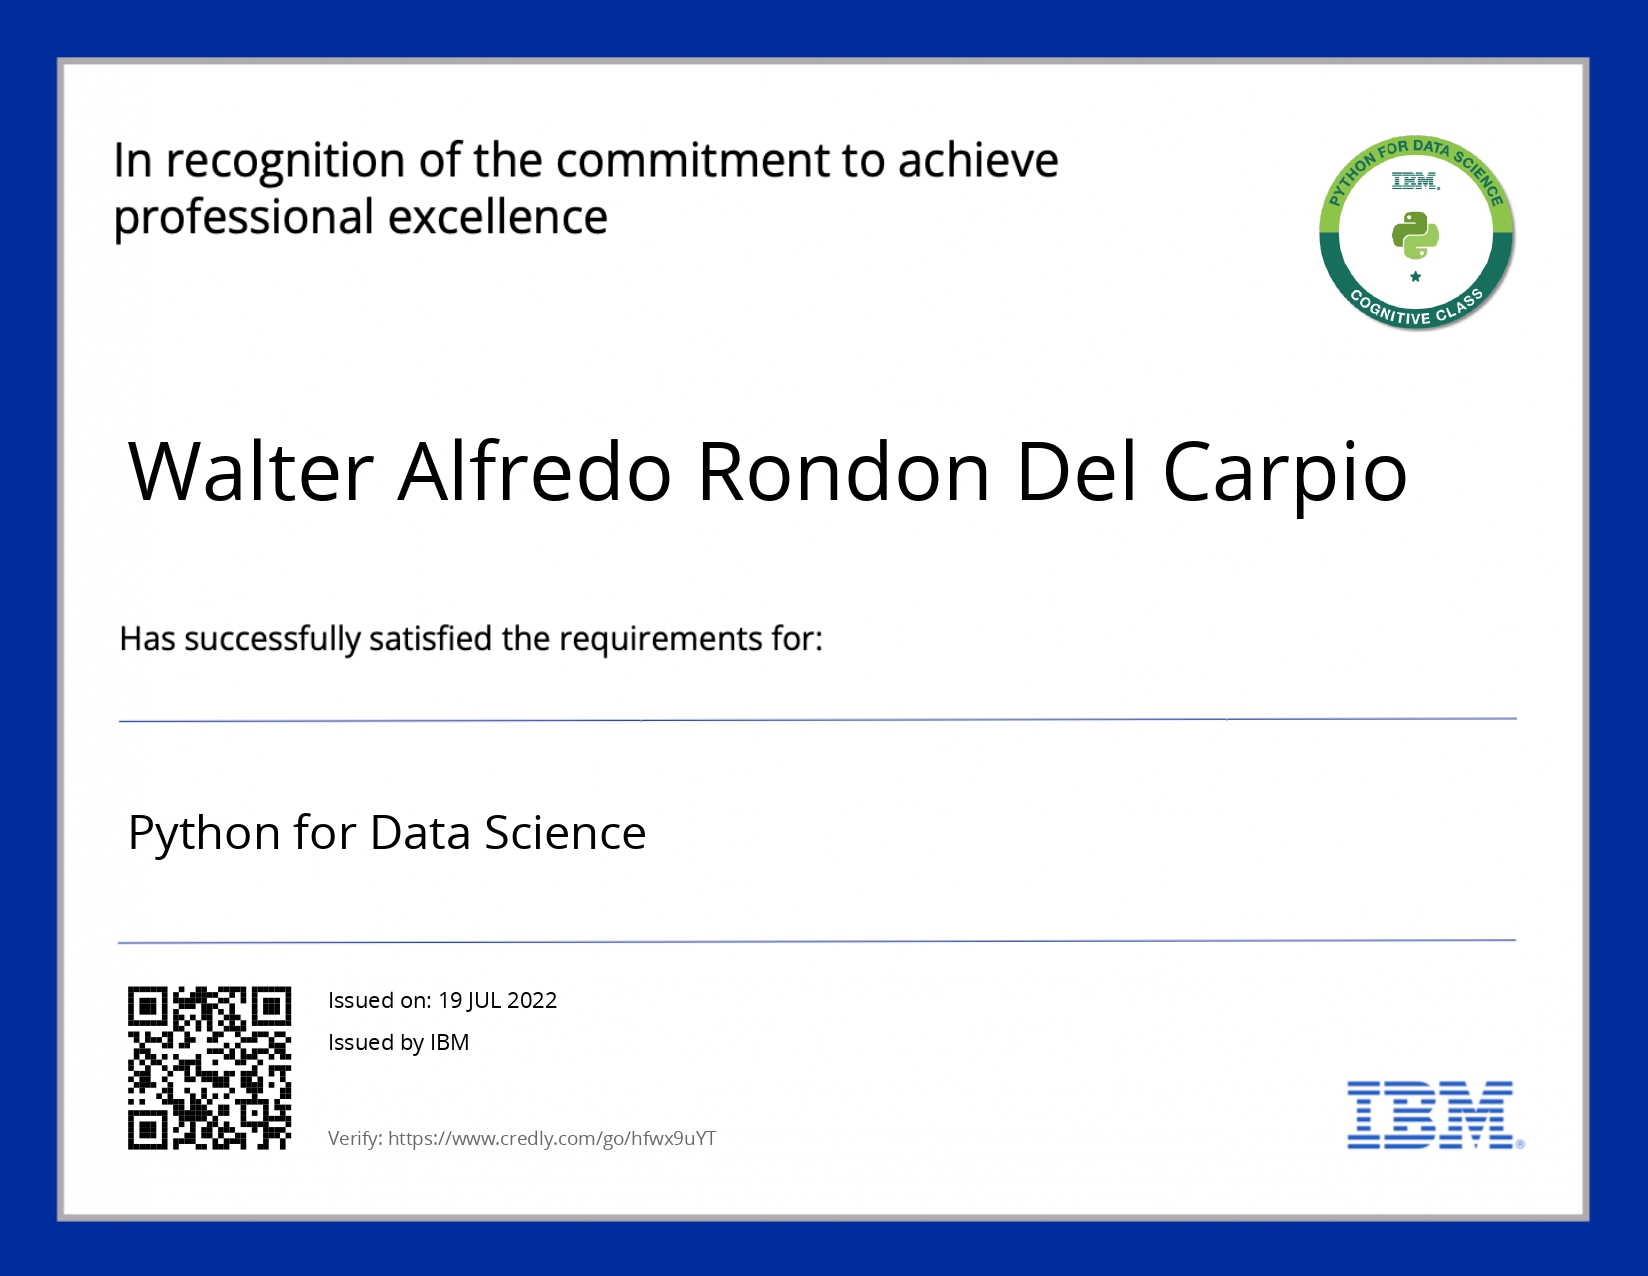 In recognition of the commitment to achieve
professional excellence
PYTHON FOR DATA SCIENCE
IBM®
COGNITIVE CLASS
Walter Alfredo Rondon Del Carpio
Has successfully satisfied the requirements for:
Python for Data Science
Issued on: 19 JUL 2022
Issued by IBM
Verify: https://www.credly.com/go/hfwx9uYT
IBM®